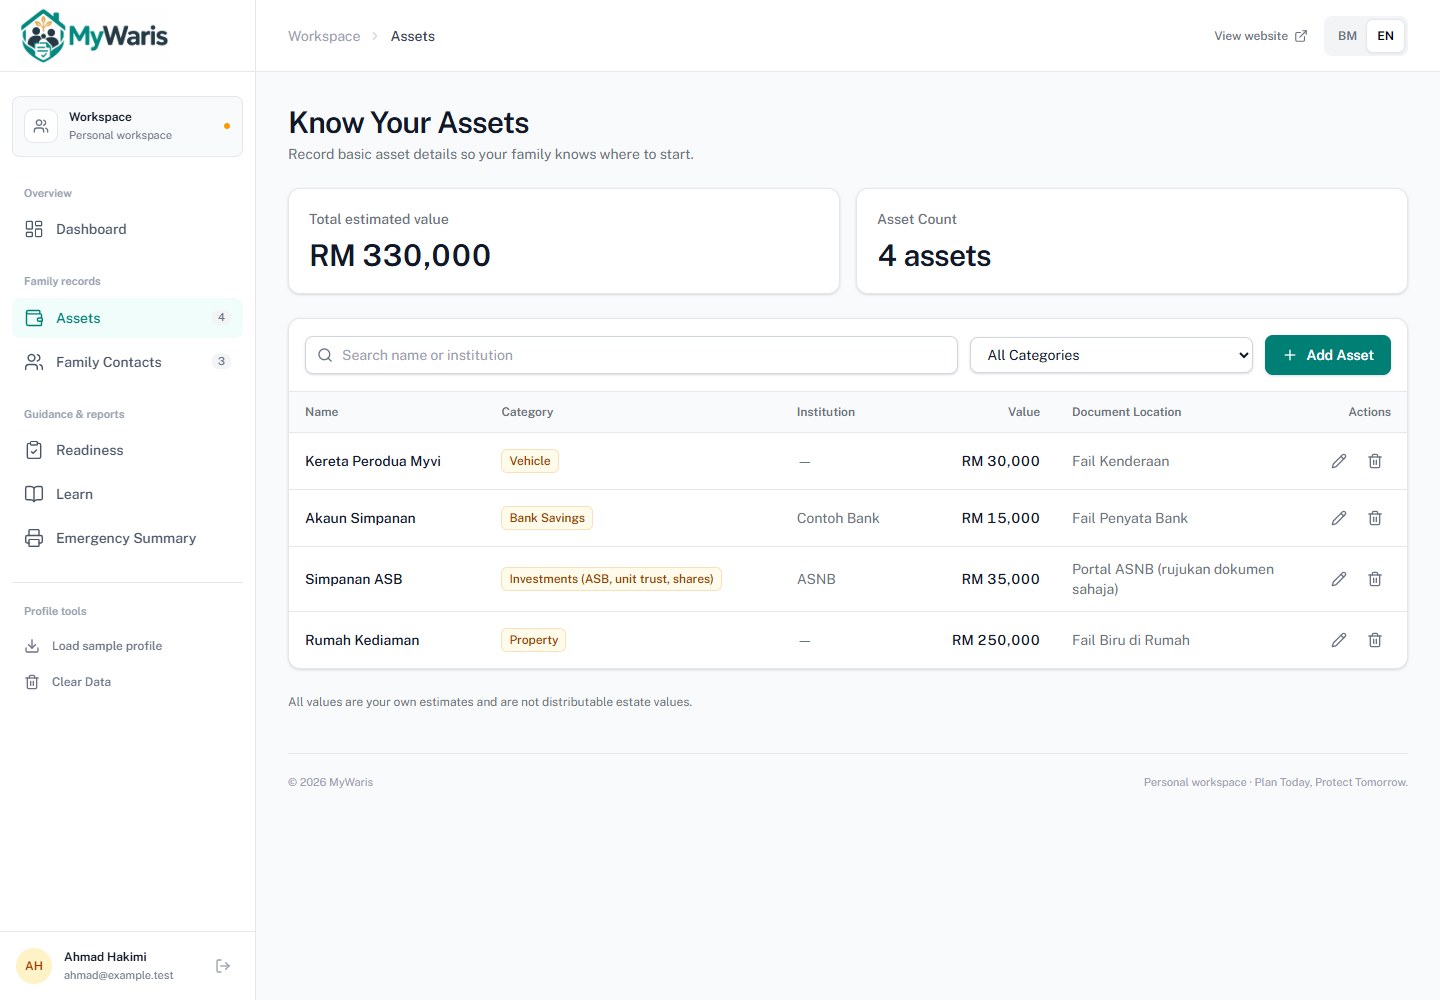 MyWaris
Workspace
Personal workspace
Overview
Dashboard
Family records
Assets 4
Family Contacts 3
Guidance & reports
Readiness
Learn
Emergency Summary
Profile tools
Load sample profile
Clear Data
AH
Ahmad Hakimi
ahmad@example.test
Workspace > Assets
View website
BM EN
Know Your Assets
Record basic asset details so your family knows where to start.
Total estimated value
RM 330,000
Asset Count
4 assets
Search name or institution
All Categories
+ Add Asset
Name Category Institution Value Document Location Actions
Kereta Perodua Myvi Vehicle — RM 30,000 Fail Kenderaan
Akaun Simpanan Bank Savings Contoh Bank RM 15,000 Fail Penyata Bank
Simpanan ASB Investments (ASB, unit trust, shares) ASNB RM 35,000 Portal ASNB (rujukan dokumen
sahaja)
Rumah Kediaman Property — RM 250,000 Fail Biru di Rumah
All values are your own estimates and are not distributable estate values.
© 2026 MyWaris
Personal workspace · Plan Today, Protect Tomorrow.